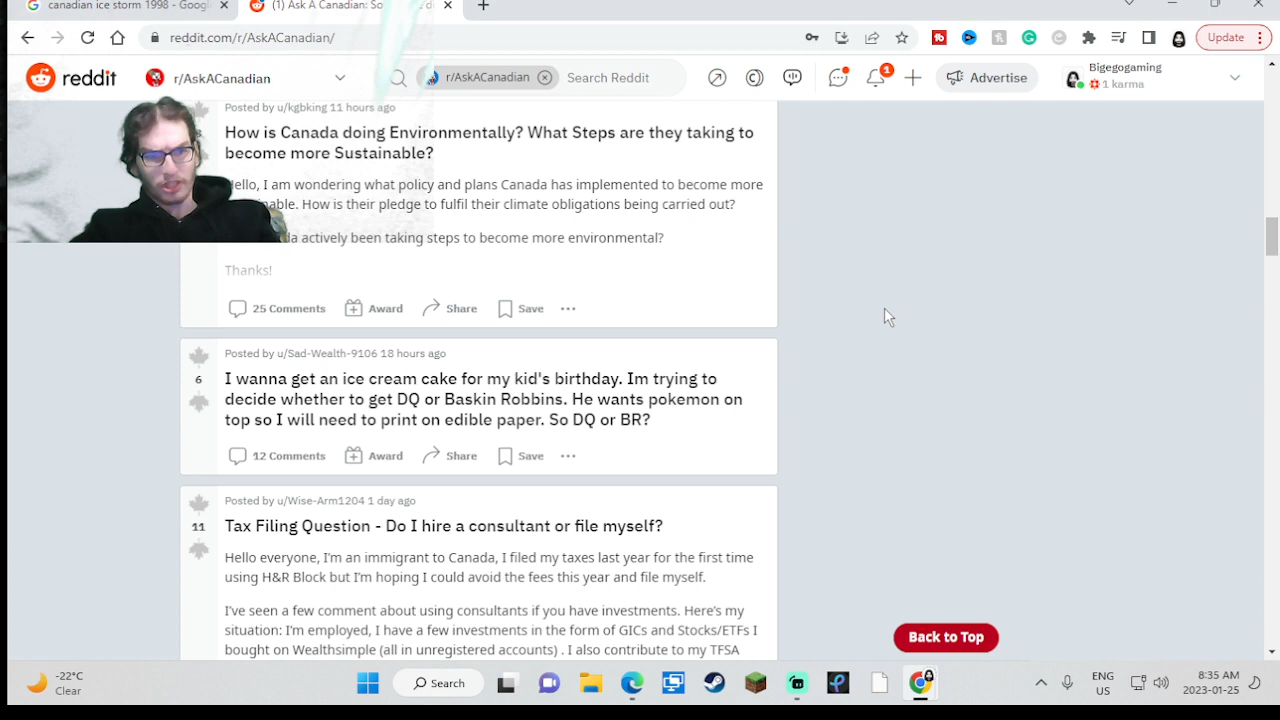 canadian ice storm 1998 - Googl
(1) Ask A Canadian: So
reddit.com/r/AskACanadian/
Update
reddit
r/AskACanadian
r/AskACanadian
Search Reddit
1
Advertise
Bigegogaming
1 karma
Posted by u/kgbking 11 hours ago
How is Canada doing Environmentally? What Steps are they taking to
become more Sustainable?
Hello, I am wondering what policy and plans Canada has implemented to become more
nable. How is their pledge to fulfil their climate obligations being carried out?
da actively been taking steps to become more environmental?
Thanks!
25 Comments
Award
Share
Save
Posted by u/Sad-Wealth-9106 18 hours ago
6
I wanna get an ice cream cake for my kid's birthday. Im trying to
decide whether to get DQ or Baskin Robbins. He wants pokemon on
top so I will need to print on edible paper. So DQ or BR?
12 Comments
Award
Share
Save
Posted by u/Wise-Arm1204 1 day ago
11
Tax Filing Question - Do I hire a consultant or file myself?
Hello everyone, I'm an immigrant to Canada, I filed my taxes last year for the first time
using H&R Block but I'm hoping I could avoid the fees this year and file myself.
I've seen a few comment about using consultants if you have investments. Here's my
situation: I'm employed, I have a few investments in the form of GICs and Stocks/ETFs I
bought on Wealthsimple (all in unregistered accounts) . I also contribute to my TFSA
Back to Top
-22°C
Clear
Search
ENG
US
8:35 AM
2023-01-25